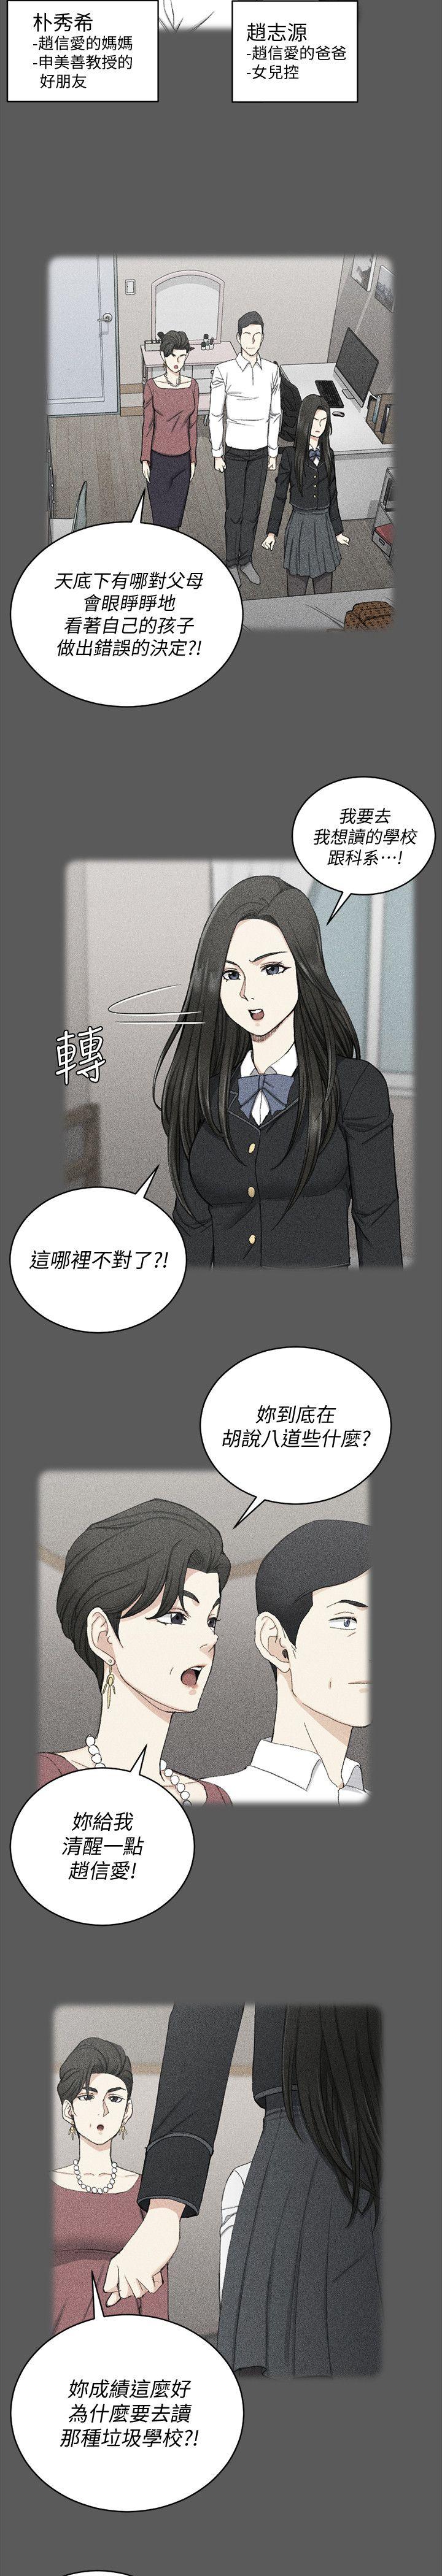 朴秀希
-趙信愛的媽媽
-申美善教授的
好朋友
趙志源
-趙信愛的爸爸
-女兒控
天底下有哪對父母
會眼睜睜地
看著自己的孩子
做出錯誤的決定?!
我要去
我想讀的學校
跟科系⋯!
轉
這哪裡不對了?!
妳到底在
胡說八道些什麼?
妳給我
清醒一點
趙信愛!
妳成績這麼好
為什麼要去讀
那種垃圾學校?!